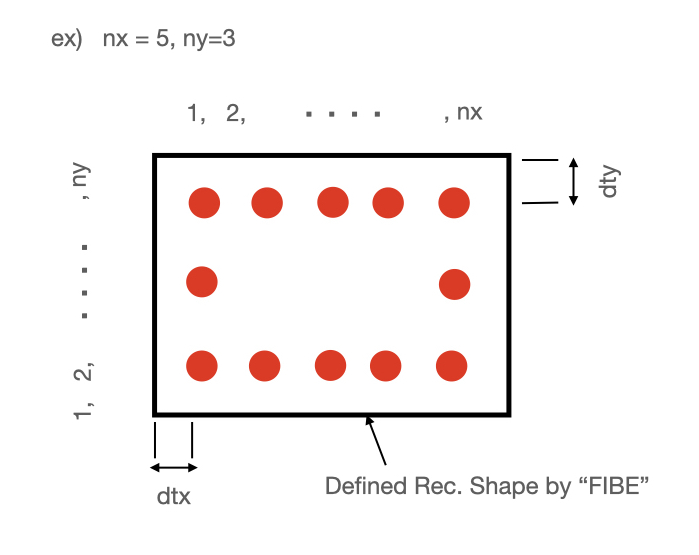 ex) nx = 5, ny=3
1, 2, . . . . , nx
1, 2, . . . . , ny
dty
dtx
Defined Rec. Shape by “FIBE”